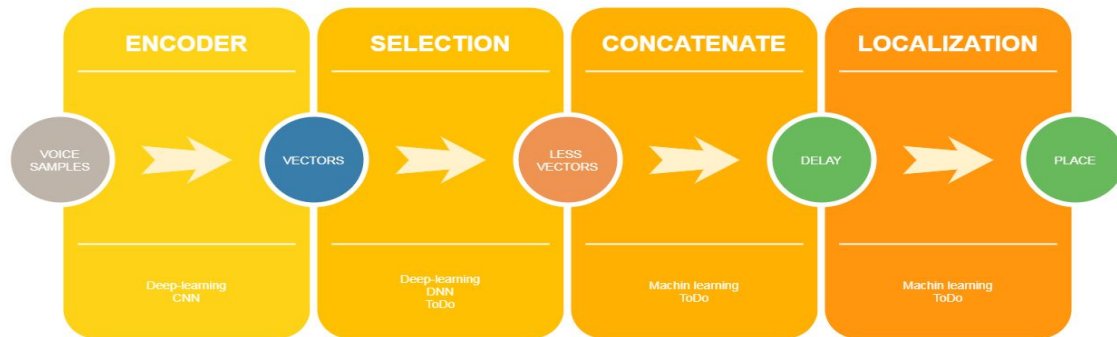 ENCODER
SELECTION
CONCATENATE
LOCALIZATION
VOICE
SAMPLES
VECTORS
LESS
VECTORS
DELAY
PLACE
Deep-learning
CNN
Deep-learning
DNN
ToDo
Machin learning
ToDo
Machin learning
ToDo